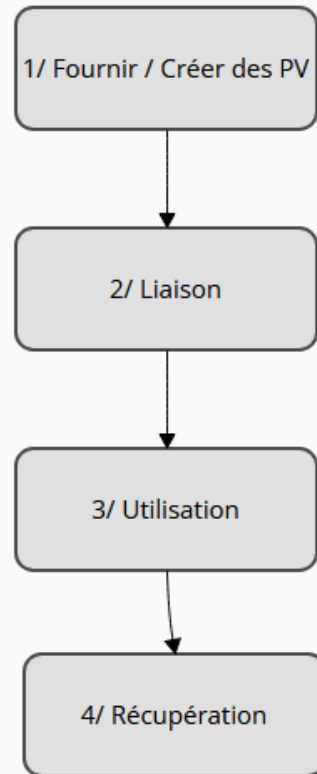 1/ Fournir / Créer des PV
2/ Liaison
3/ Utilisation
4/ Récupération